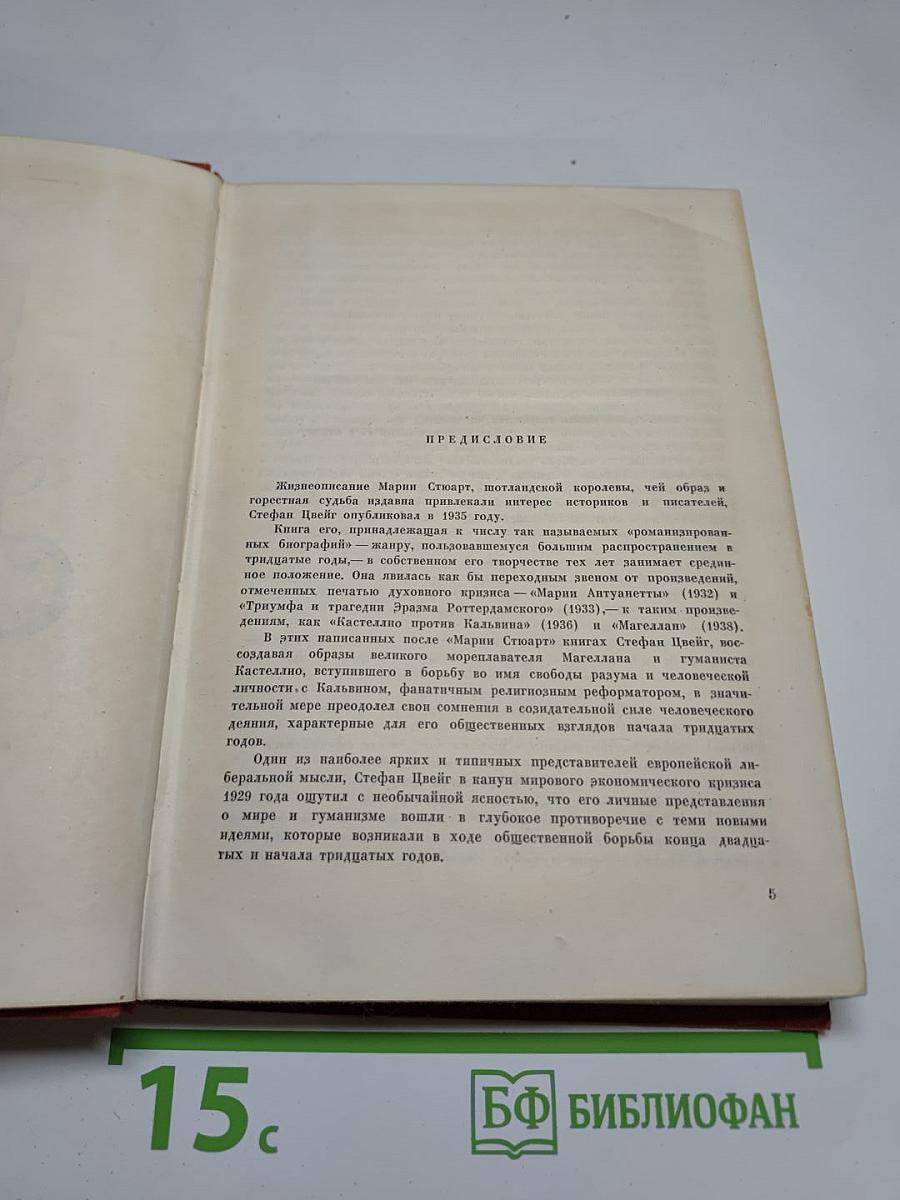 ПРЕДИСЛОВИЕ
Жизнеописание Марии Стюарт, шотландской королевы, чей образ и
горестная судьба издавна привлекали интерес историков и писателей,
Стефан Цвейг опубликовал в 1935 году.
Книга его, принадлежащая к числу так называемых «романизирован-
ных биографий» — жанру, пользовавшемуся большим распространением в
тридцатые годы,— в собственном его творчестве тех лет занимает средин-
ное положение. Она явилась как бы переходным звеном от произведений,
отмеченных печатью духовного кризиса — «Марии Антуанетты» (1932) и
«Триумфа и трагедии Эразма Роттердамского» (1933),— к таким произве-
дениям, как «Кастеллио против Кальвина» (1936) и «Магеллан» (1938).
В этих написанных после «Марии Стюарт» книгах Стефан Цвейг, вос-
создавая образы великого мореплавателя Магеллана и гуманиста
Кастеллио, вступившего в борьбу во имя свободы разума и человеческой
личности с Кальвином, фанатичным религиозным реформатором, в значи-
тельной мере преодолел свои сомнения в созидательной силе человеческого
деяния, характерные для его общественных взглядов начала тридцатых
годов.
Один из наиболее ярких и типичных представителей европейской ли-
беральной мысли, Стефан Цвейг в канун мирового экономического кризиса
1929 года ощутил с необычайной ясностью, что его личные представления
о мире и гуманизме вошли в глубокое противоречие с теми новыми
идеями, которые возникали в ходе общественной борьбы конца двадца-
тых и начала тридцатых годов.
5
15 с
БФ БИБЛИОФАН